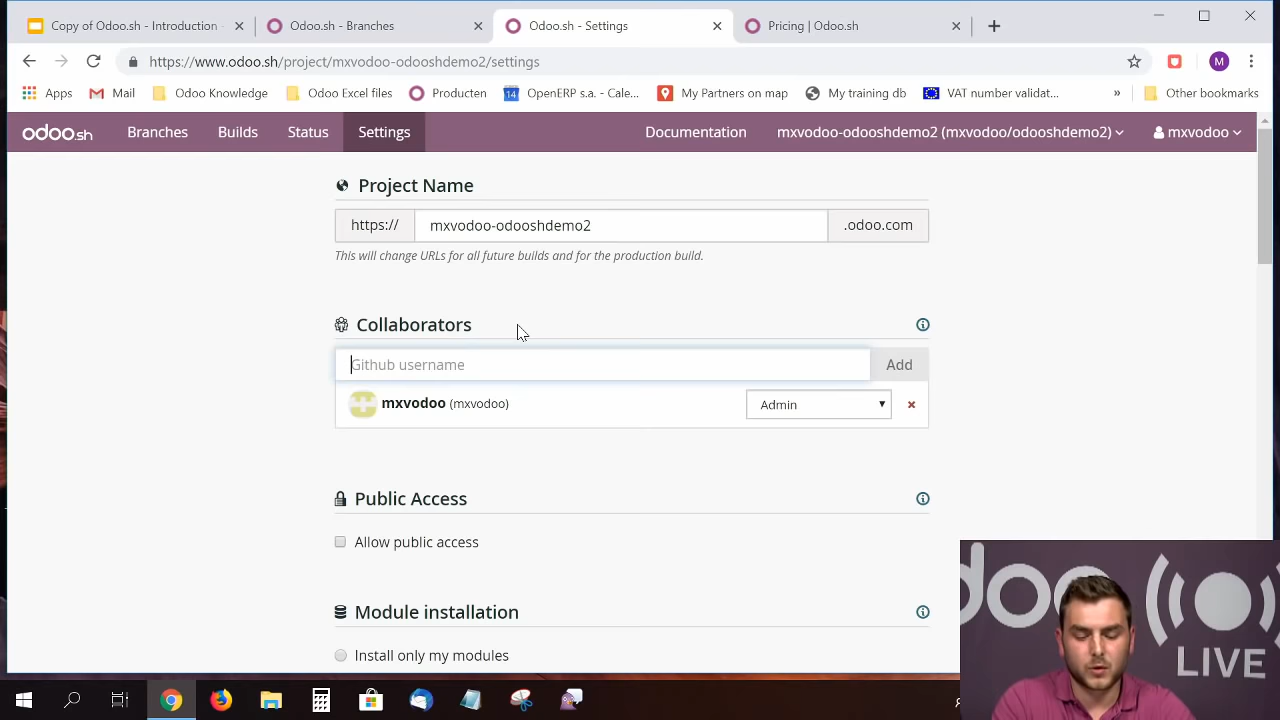 Copy of Odoo.sh - Introduction
Odoo.sh - Branches
Odoo.sh - Settings
Pricing | Odoo.sh
https://www.odoo.sh/project/mxvodoo-odooshdemo2/settings
M
Apps
Mail
Odoo Knowledge
Odoo Excel files
Producten
14
OpenERP s.a. - Cale...
My Partners on map
My training db
VAT number validat...
»
Other bookmarks
odoo.sh
Branches
Builds
Status
Settings
Documentation
mxvodoo-odooshdemo2 (mxvodoo/odooshdemo2)
mxvodoo
Project Name
https://
mxvodoo-odooshdemo2
.odoo.com
This will change URLs for all future builds and for the production build.
Collaborators
Github username
Add
mxvodoo (mxvodoo)
Admin
Public Access
Allow public access
Module installation
Install only my modules
odoo
LIVE